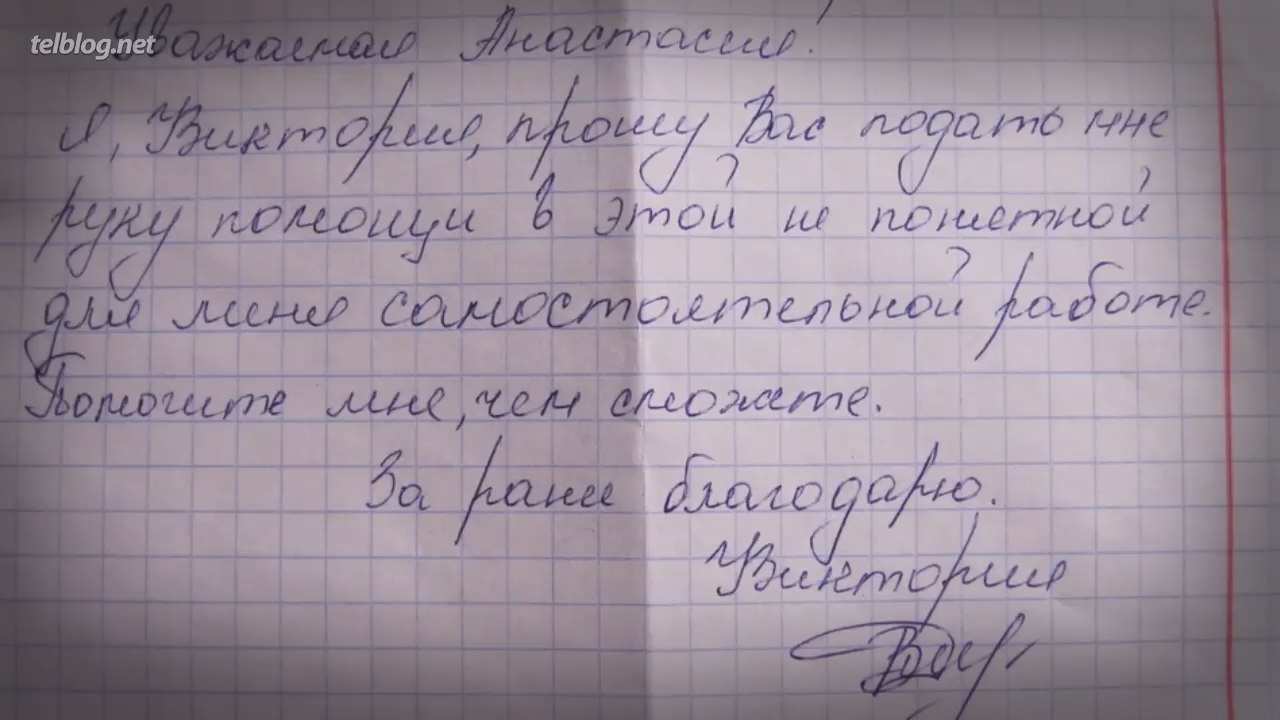 telblog.net
Уважаемая Анастасия!
Я, Виктория, прошу Вас подать мне
руку помощи в этой не понятной
для меня самостоятельной работе.
Помогите мне, чем сможете.
За рание благодарю.
Виктория